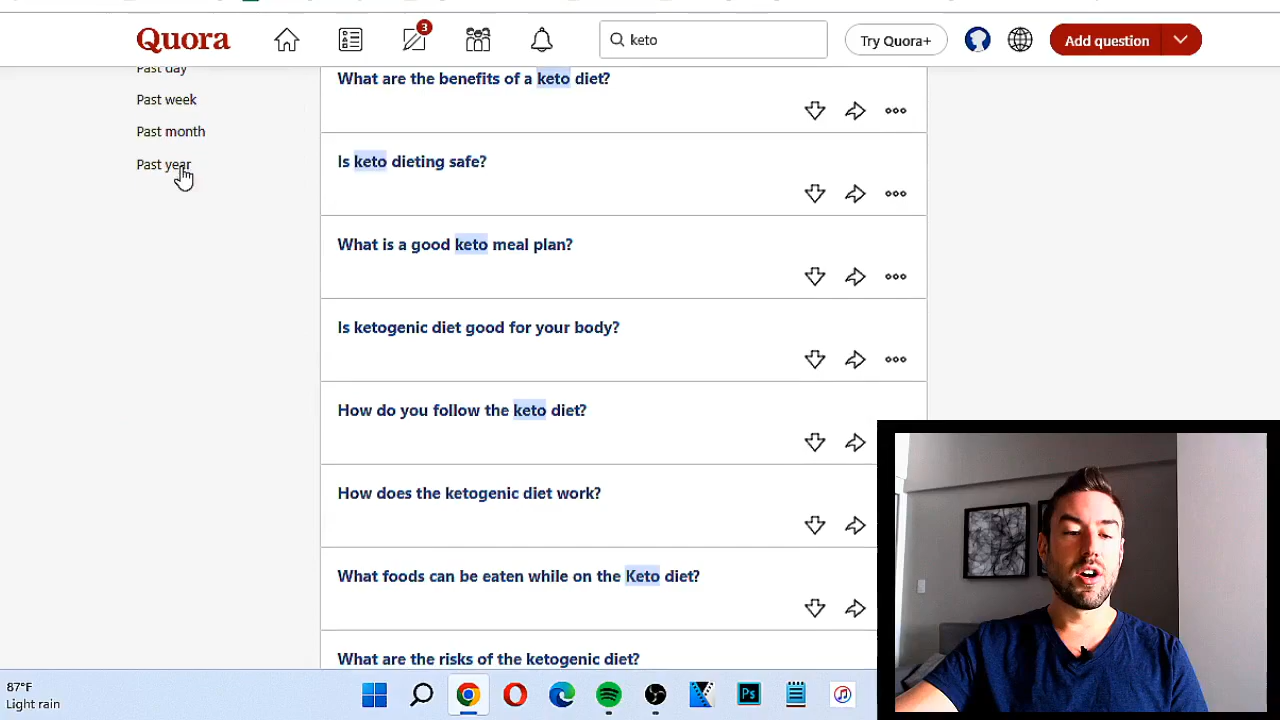 Quora
3
keto
Try Quora+
Add question
Past day
Past week
Past month
Past year
What are the benefits of a keto diet?
Is keto dieting safe?
What is a good keto meal plan?
Is ketogenic diet good for your body?
How do you follow the keto diet?
How does the ketogenic diet work?
What foods can be eaten while on the Keto diet?
What are the risks of the ketogenic diet?
87°F
Light rain
Ps